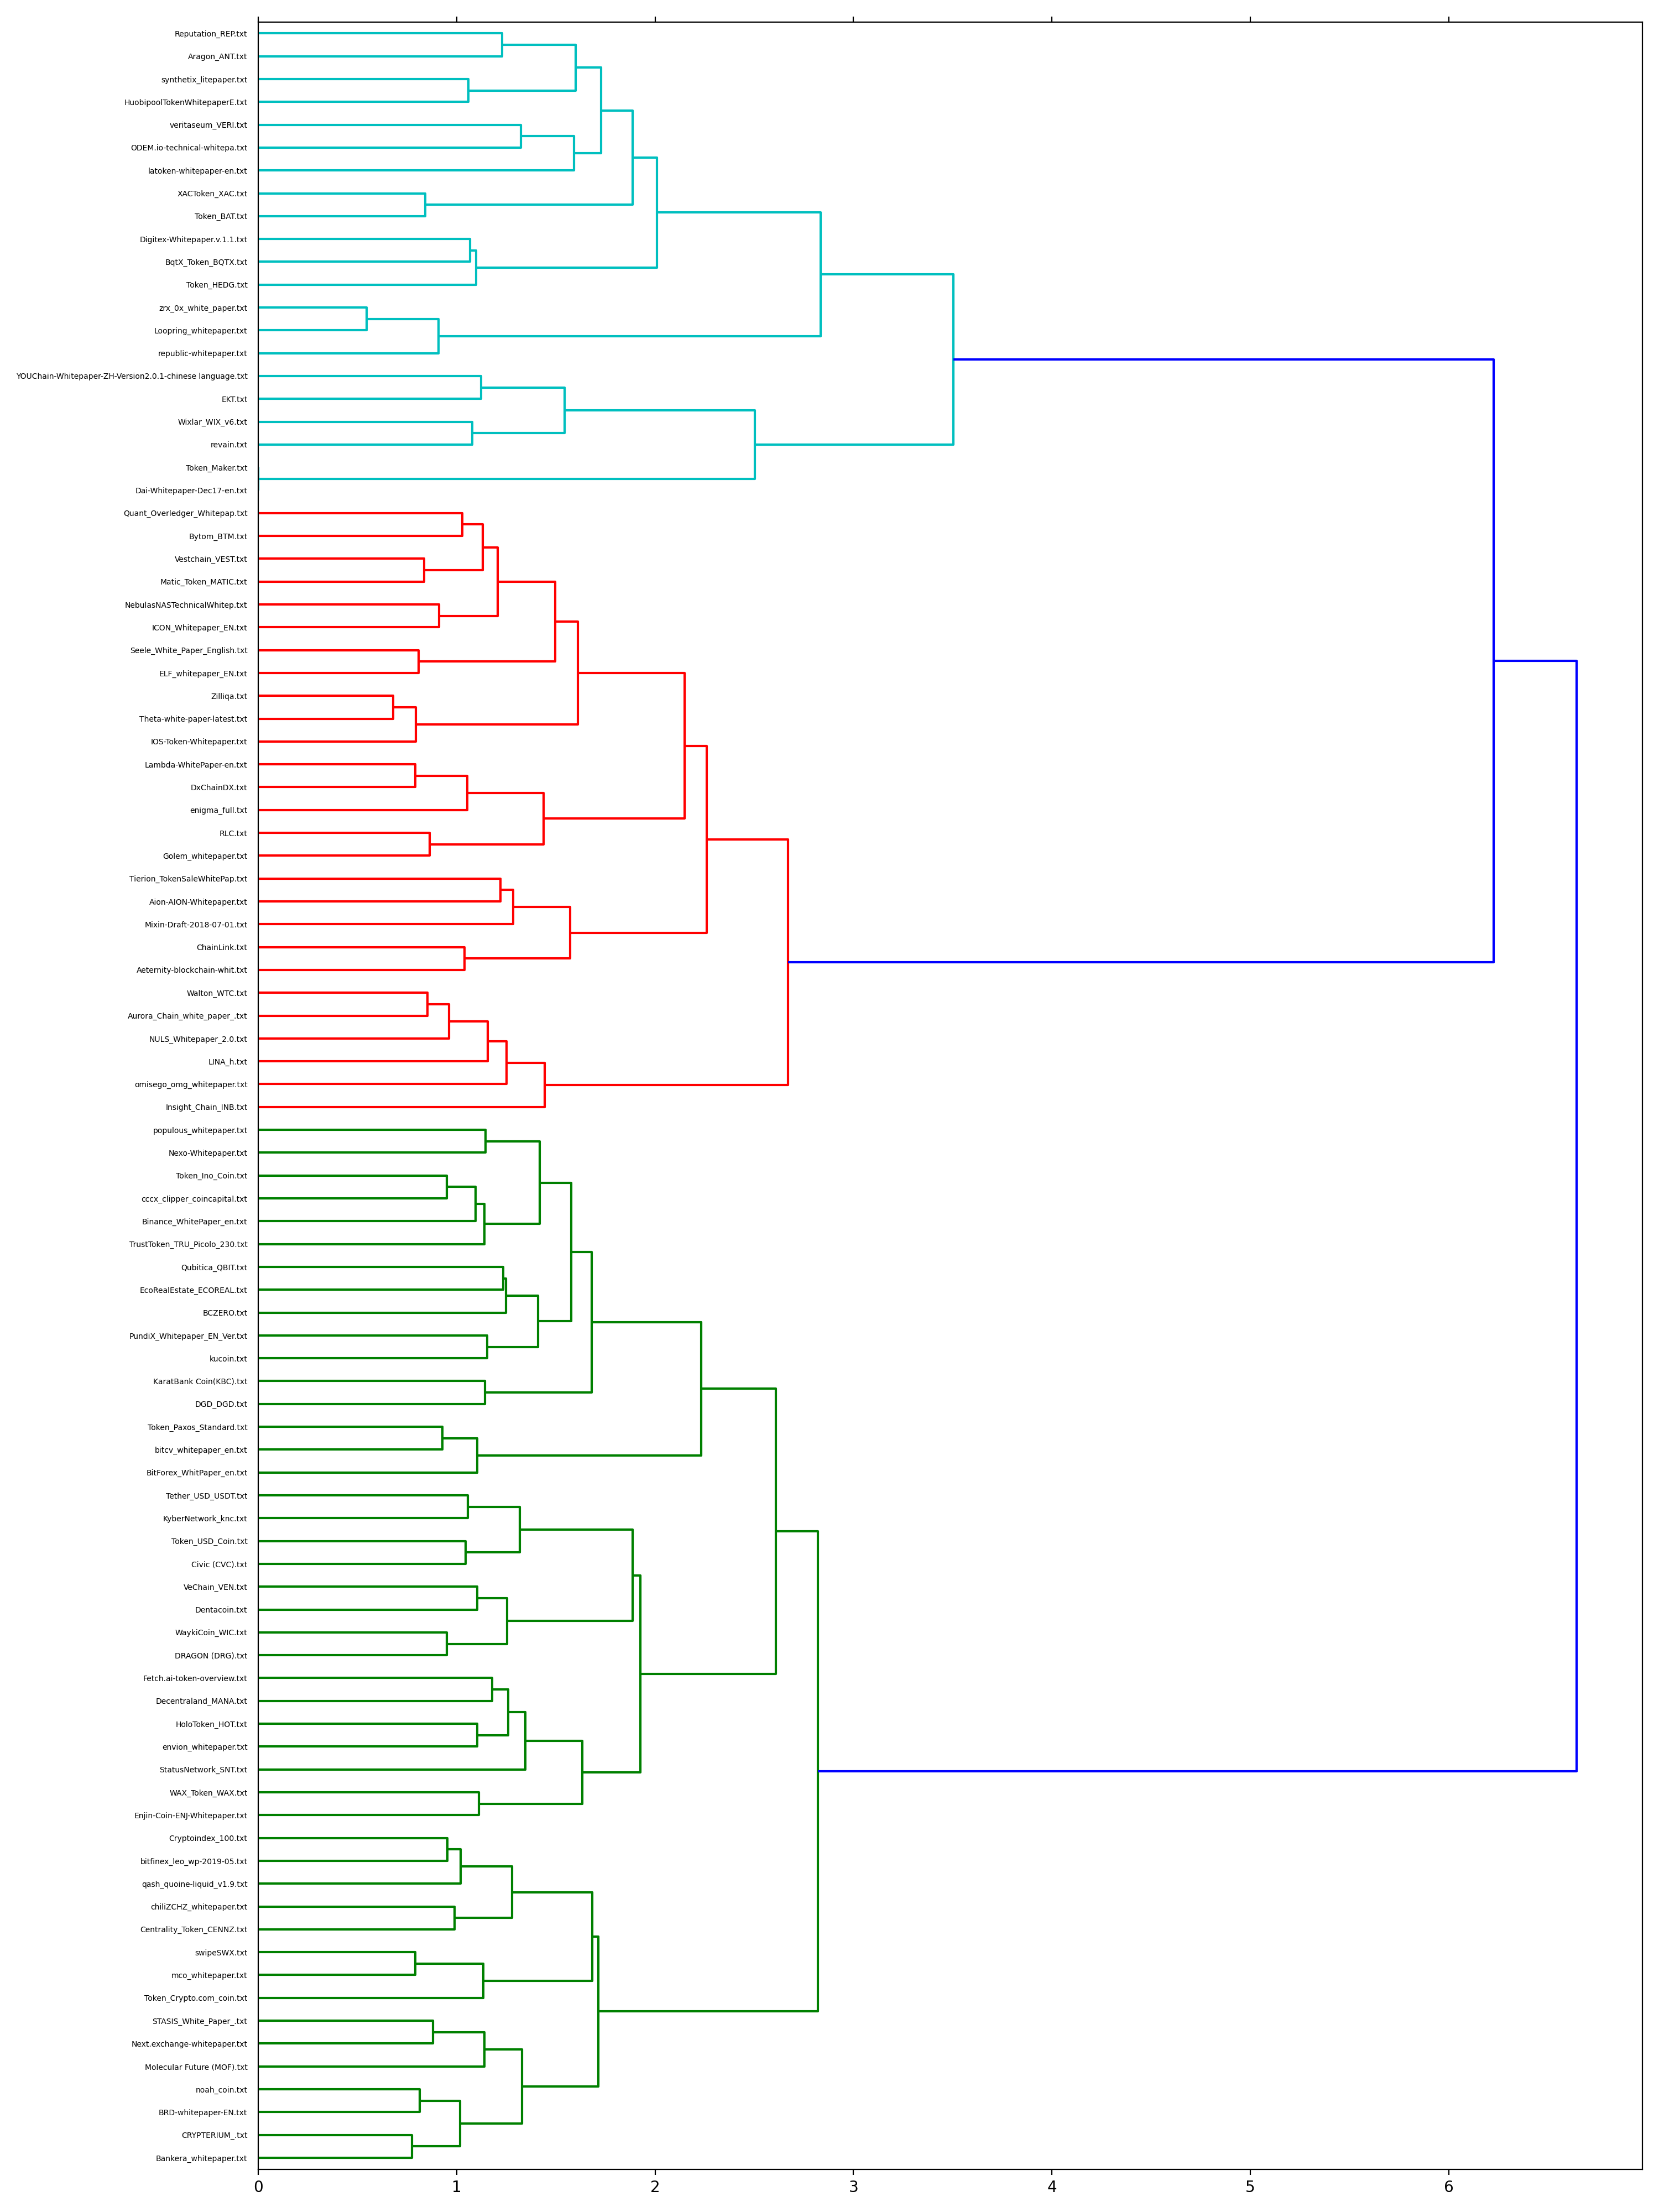 Reputation_REP.txt
Aragon_ANT.txt
synthetix_litepaper.txt
HuobipoolTokenWhitepaperE.txt
veritaseum_VERI.txt
ODEM.io-technical-whitepa.txt
latoken-whitepaper-en.txt
XACToken_XAC.txt
Token_BAT.txt
Digitex-Whitepaper.v.1.1.txt
BqtX_Token_BQTX.txt
Token_HEDG.txt
zrx_0x_white_paper.txt
Loopring_whitepaper.txt
republic-whitepaper.txt
YOUChain-Whitepaper-ZH-Version2.0.1-chinese language.txt
EKT.txt
Wixlar_WIX_v6.txt
revain.txt
Token_Maker.txt
Dai-Whitepaper-Dec17-en.txt
Quant_Overledger_Whitepap.txt
Bytom_BTM.txt
Vestchain_VEST.txt
Matic_Token_MATIC.txt
NebulasNASTechnicalWhitep.txt
ICON_Whitepaper_EN.txt
Seele_White_Paper_English.txt
ELF_whitepaper_EN.txt
Zilliqa.txt
Theta-white-paper-latest.txt
IOS-Token-Whitepaper.txt
Lambda-WhitePaper-en.txt
DxChainDX.txt
enigma_full.txt
RLC.txt
Golem_whitepaper.txt
Tierion_TokenSaleWhitePap.txt
Aion-AION-Whitepaper.txt
Mixin-Draft-2018-07-01.txt
ChainLink.txt
Aeternity-blockchain-whit.txt
Walton_WTC.txt
Aurora_Chain_white_paper_.txt
NULS_Whitepaper_2.0.txt
LINA_h.txt
omisego_omg_whitepaper.txt
Insight_Chain_INB.txt
populous_whitepaper.txt
Nexo-Whitepaper.txt
Token_Ino_Coin.txt
cccx_clipper_coincapital.txt
Binance_WhitePaper_en.txt
TrustToken_TRU_Picolo_230.txt
Qubitica_QBIT.txt
EcoRealEstate_ECOREAL.txt
BCZERO.txt
PundiX_Whitepaper_EN_Ver.txt
kucoin.txt
KaratBank Coin(KBC).txt
DGD_DGD.txt
Token_Paxos_Standard.txt
bitcv_whitepaper_en.txt
BitForex_WhitPaper_en.txt
Tether_USD_USDT.txt
KyberNetwork_knc.txt
Token_USD_Coin.txt
Civic (CVC).txt
VeChain_VEN.txt
Dentacoin.txt
WaykiCoin_WIC.txt
DRAGON (DRG).txt
Fetch.ai-token-overview.txt
Decentraland_MANA.txt
HoloToken_HOT.txt
envion_whitepaper.txt
StatusNetwork_SNT.txt
WAX_Token_WAX.txt
Enjin-Coin-ENJ-Whitepaper.txt
Cryptoindex_100.txt
bitfinex_leo_wp-2019-05.txt
qash_quoine-liquid_v1.9.txt
chiliZCHZ_whitepaper.txt
Centrality_Token_CENNZ.txt
swipeSWX.txt
mco_whitepaper.txt
Token_Crypto.com_coin.txt
STASIS_White_Paper_.txt
Next.exchange-whitepaper.txt
Molecular Future (MOF).txt
noah_coin.txt
BRD-whitepaper-EN.txt
CRYPTERIUM_.txt
Bankera_whitepaper.txt
0 1 2 3 4 5 6